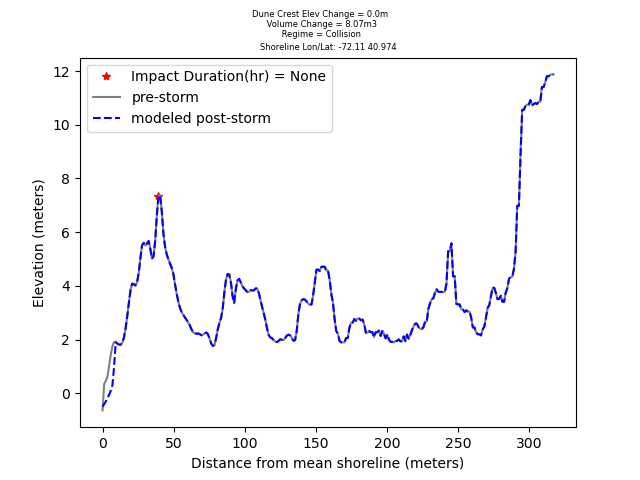 Dune Crest Elev Change = 0.0m
Volume Change = 8.07m3
Regime = Collision
Shoreline Lon/Lat: -72.11 40.974
Impact Duration(hr) = None
pre-storm
modeled post-storm
12
10
8
6
4
2
0
Elevation (meters)
0 50 100 150 200 250 300
Distance from mean shoreline (meters)